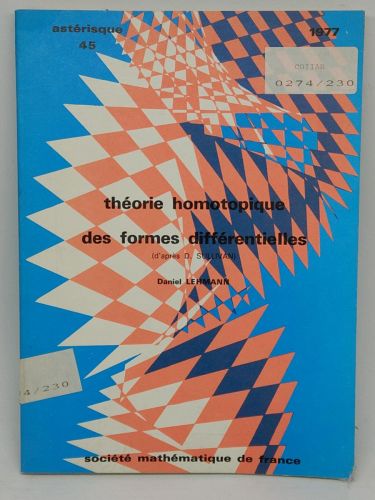 astérisque
45
1977
COIIAS
0274/230
théorie homotopique
des formes différentielles
(d'après D. SULLIVAN)
Daniel LEHMANN
4/230
société mathématique de france